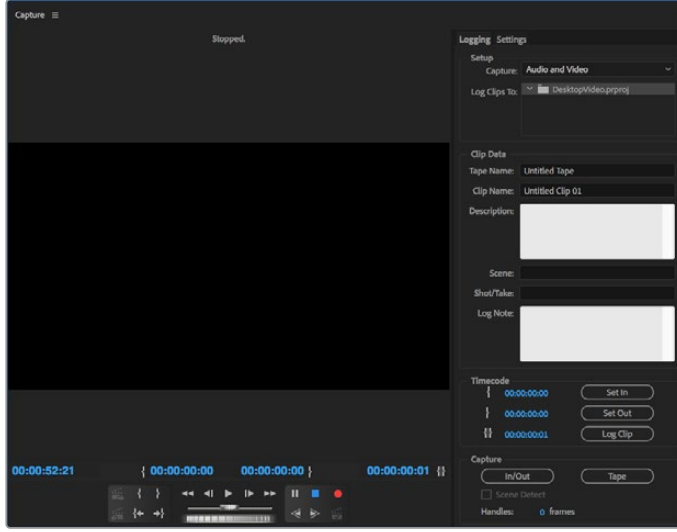 Capture
Stopped.
Logging Settings
Setup
Capture: Audio and Video
Log Clips To: DesktopVideo.prproj
Clip Data
Tape Name: Untitled Tape
Clip Name: Untitled Clip 01
Description:
Scene:
Shot/Take:
Log Note:
Timecode
{ 00:00:00:00 Set In
} 00:00:00:00 Set Out
{} 00:00:00:01 Log Clip
Capture
In/Out Tape
Scene Detect
Handles: 0 frames
00:00:52:21 { 00:00:00:00 00:00:00:00 } 00:00:00:01 {}